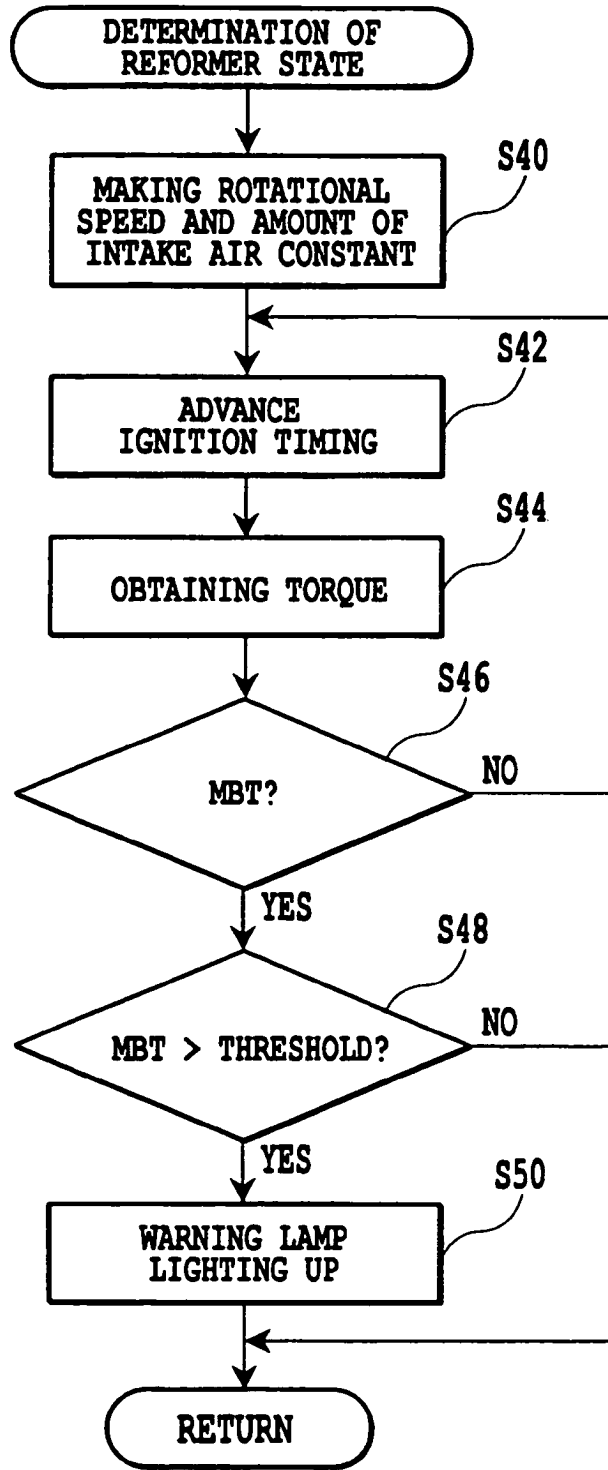 DETERMINATION OF
REFORMER STATE
S40
MAKING ROTATIONAL
SPEED AND AMOUNT OF
INTAKE AIR CONSTANT
S42
ADVANCE
IGNITION TIMING
S44
OBTAINING TORQUE
S46
MBT?
NO
YES
S48
MBT > THRESHOLD?
NO
YES
S50
WARNING LAMP
LIGHTING UP
RETURN